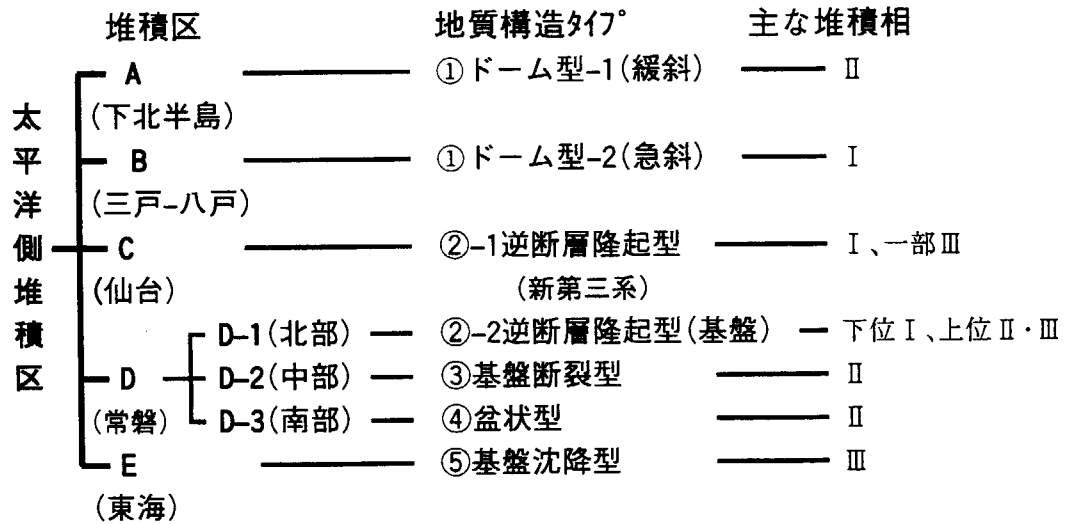 堆積区 地質構造ﾀｲﾌﾟ 主な堆積相
太平洋側堆積区
A ①ドーム型-1(緩斜) Ⅱ
(下北半島)
B ①ドーム型-2(急斜) Ⅰ
(三戸-八戸)
C ②-1逆断層隆起型 Ⅰ、一部Ⅲ
(仙台) (新第三系)
D-1(北部) ②-2逆断層隆起型(基盤) 下位Ⅰ、上位Ⅱ・Ⅲ
D D-2(中部) ③基盤断裂型 Ⅱ
(常磐) D-3(南部) ④盆状型 Ⅱ
E ⑤基盤沈降型 Ⅲ
(東海)